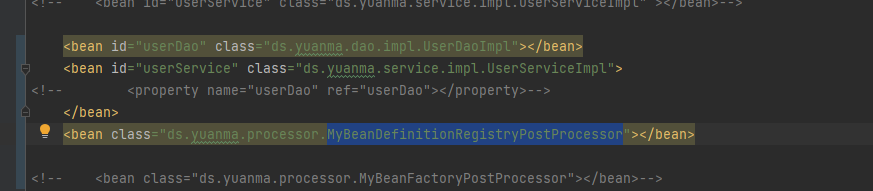 <!--    <bean id="userService" class="ds.yuanma.service.impl.UserServiceImpl" ></bean>-->
<bean id="userDao" class="ds.yuanma.dao.impl.UserDaoImpl"></bean>
<bean id="userService" class="ds.yuanma.service.impl.UserServiceImpl">
<!--        <property name="userDao" ref="userDao"></property>-->
</bean>
<bean class="ds.yuanma.processor.MyBeanDefinitionRegistryPostProcessor"></bean>
<!--    <bean class="ds.yuanma.processor.MyBeanFactoryPostProcessor"></bean>-->